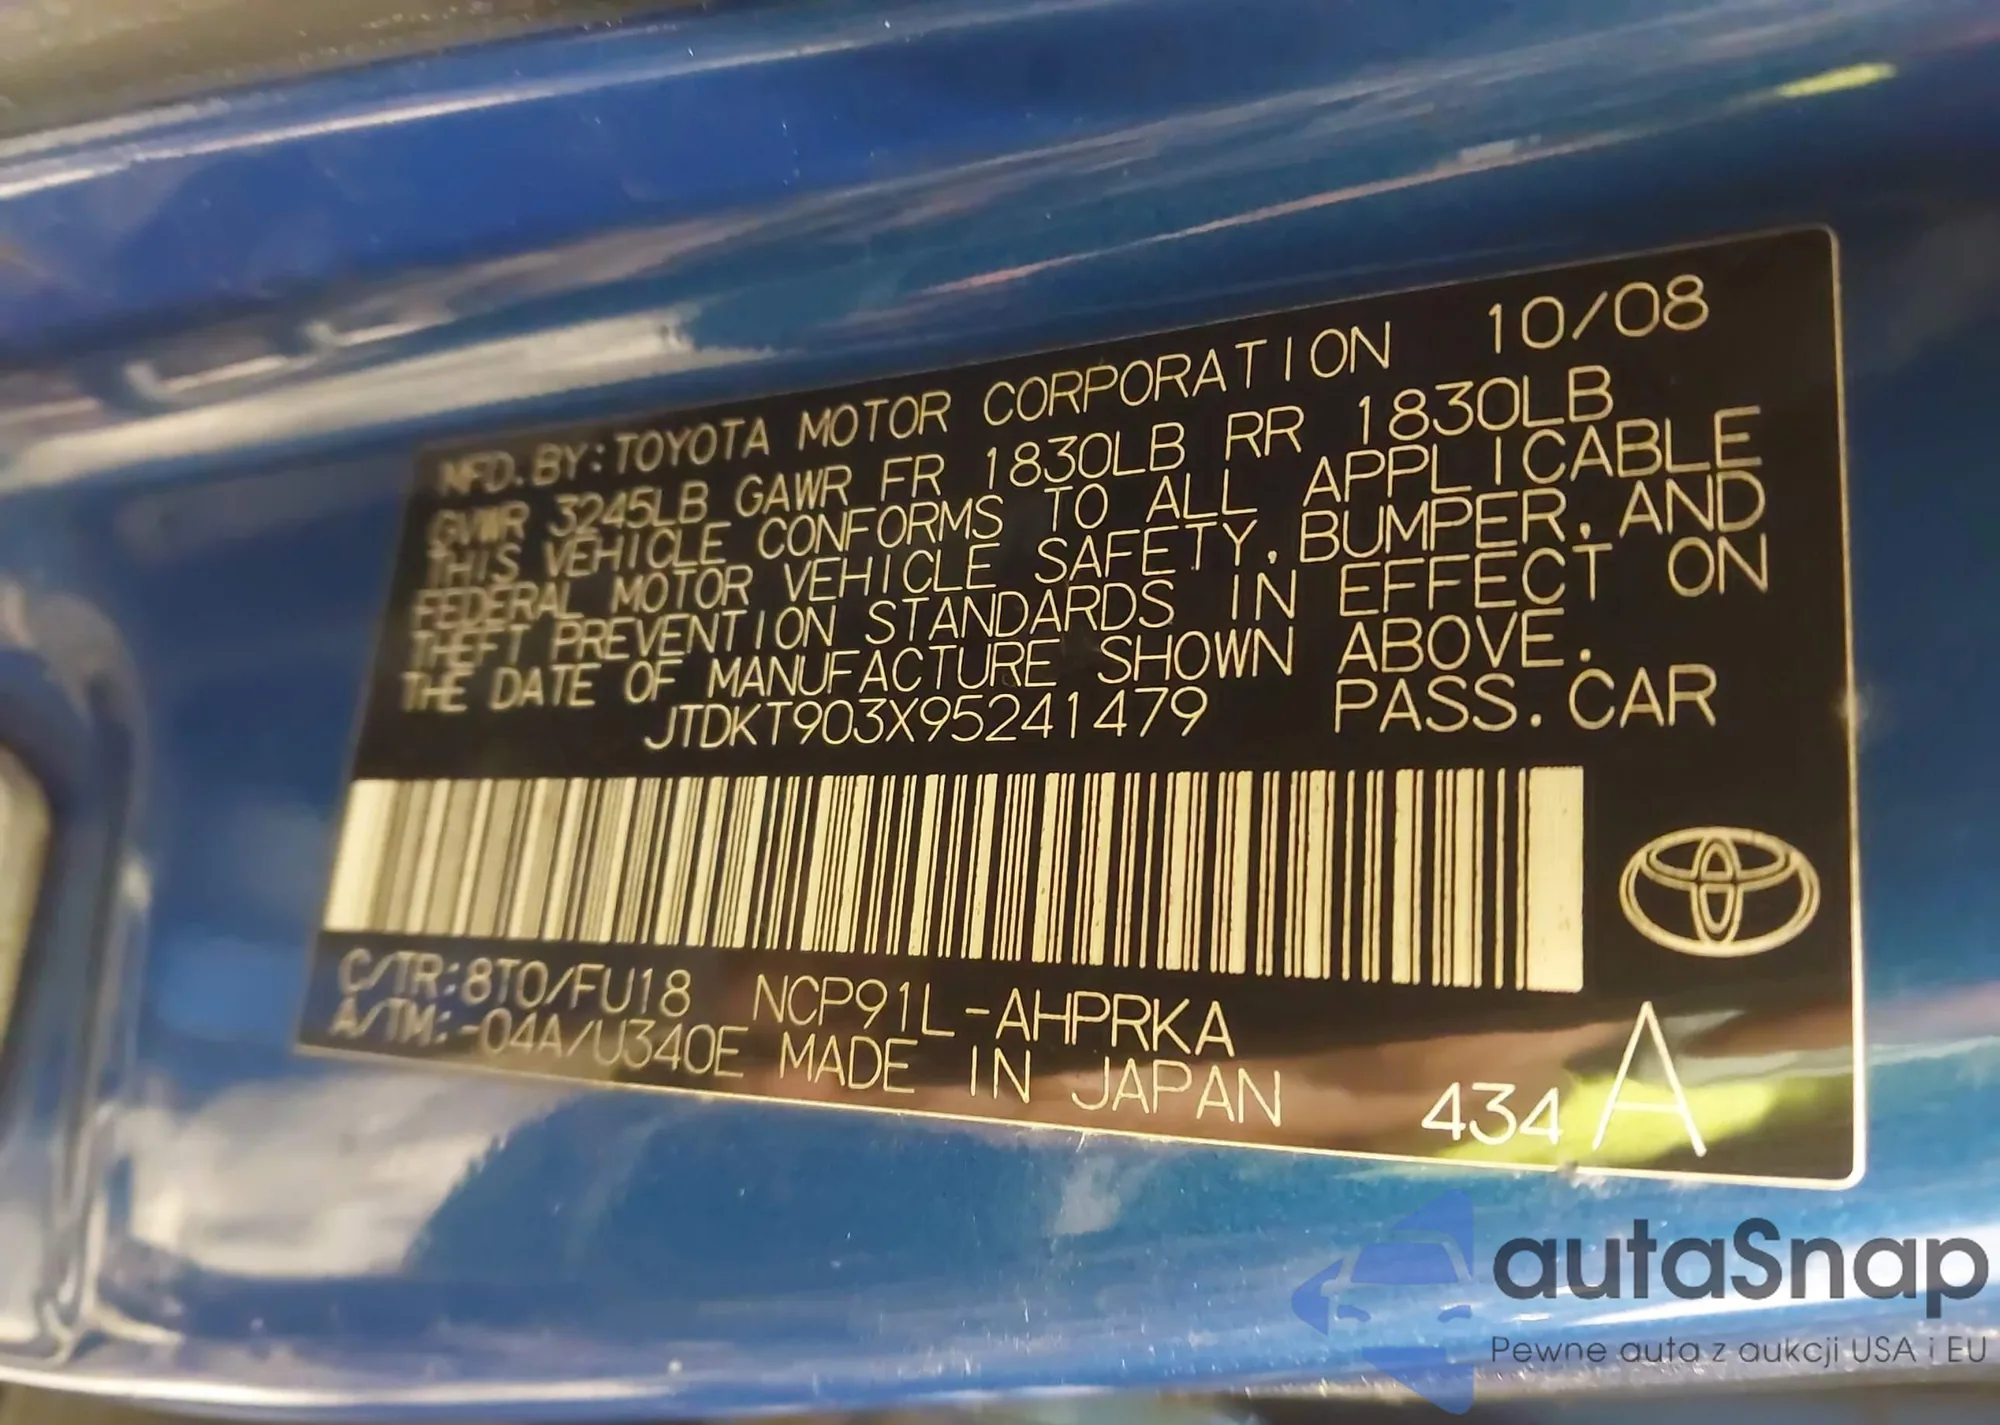 MFD. BY: TOYOTA MOTOR CORPORATION 10/08
GVWR 3245LB GAWR FR 1830LB RR 1830LB
THIS VEHICLE CONFORMS TO ALL APPLICABLE
FEDERAL MOTOR VEHICLE SAFETY, BUMPER, AND
THEFT PREVENTION STANDARDS IN EFFECT ON
THE DATE OF MANUFACTURE SHOWN ABOVE.
JTDKT903X95241479 PASS. CAR
C/TR: 8T0/FU18 NCP91L-AHPRKA
A/TM: -04A/U340E MADE IN JAPAN 434 A
autaSnap
Pewne auta z aukcji USA i EU